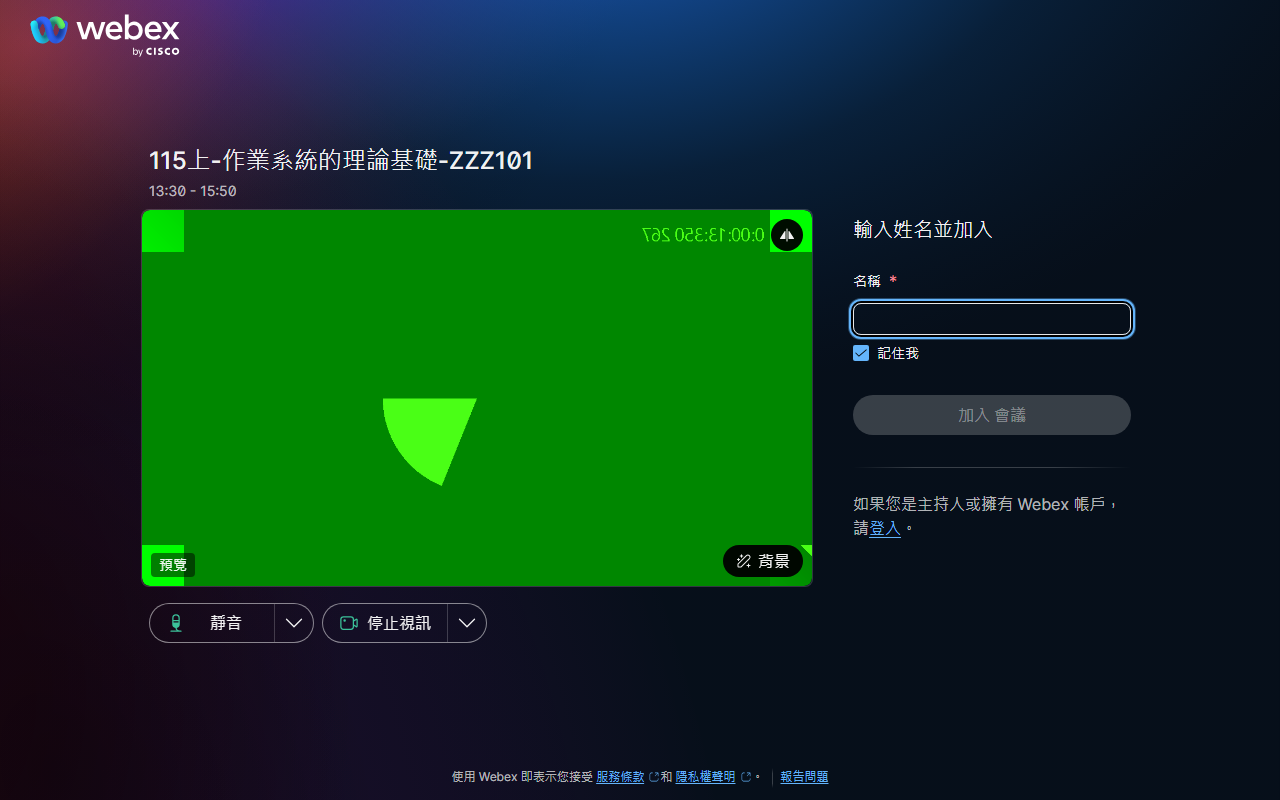 webex
by CISCO
115上-作業系統的理論基礎-ZZZ101
13:30 - 15:50
0:00:13:350 267
預覽
背景
靜音
停止視訊
輸入姓名並加入
名稱 *
記住我
加入 會議
如果您是主持人或擁有 Webex 帳戶，
請登入。
使用 Webex 即表示您接受 服務條款 和 隱私權聲明 。 報告問題